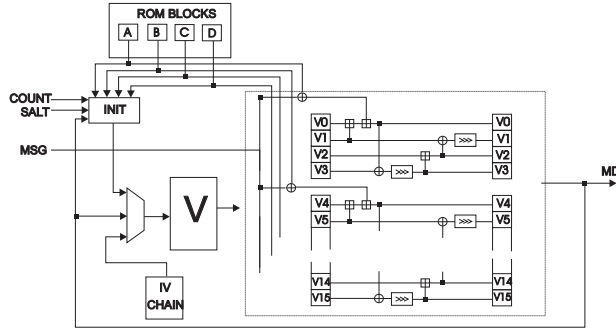 ROM BLOCKS
A B C D
COUNT
SALT
INIT
MSG
V0 V0
V1 >>> V1
V2 V2
V3 >>> V3
MD
V
V4 V4
V5 >>> V5
IV
CHAIN
V14 V14
V15 >>> V15